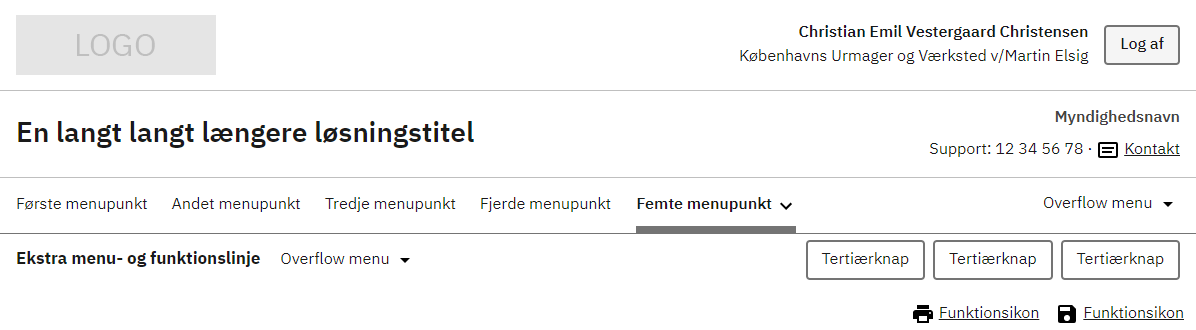 LOGO
Christian Emil Vestergaard Christensen
Københavns Urmager og Værksted v/Martin Elsig
Log af
En langt langt længere løsningstitel
Myndighedsnavn
Support: 12 34 56 78 · Kontakt
Første menupunkt Andet menupunkt Tredje menupunkt Fjerde menupunkt Femte menupunkt Overflow menu
Ekstra menu- og funktionslinje Overflow menu Tertiærknap Tertiærknap Tertiærknap
Funktionsikon Funktionsikon